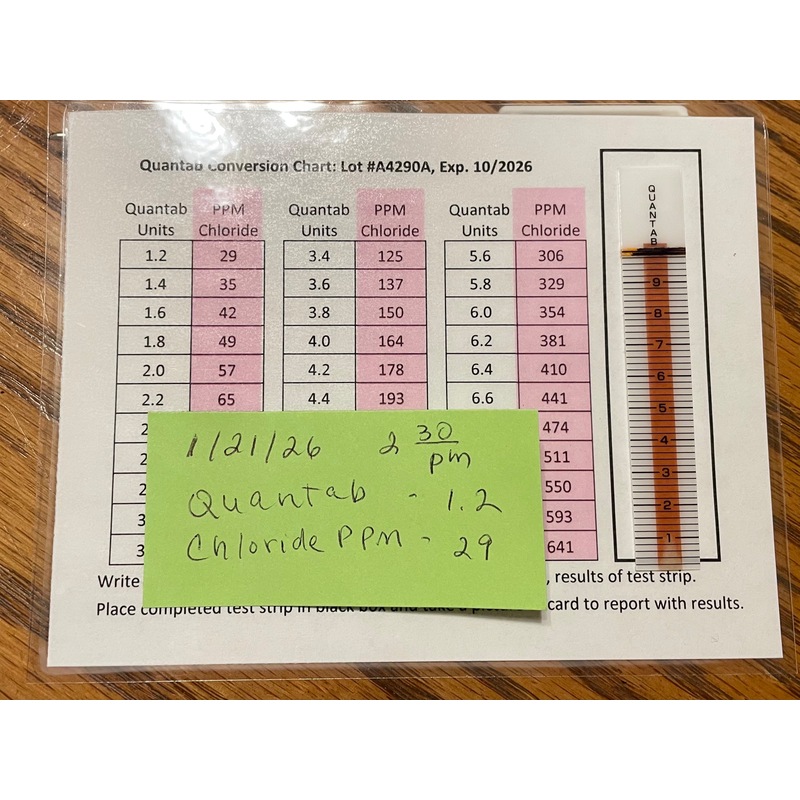 Quantab Conversion Chart: Lot #A4290A, Exp. 10/2026
Quantab Units PPM Chloride Quantab Units PPM Chloride Quantab Units PPM Chloride
1.2 29 3.4 125 5.6 306
1.4 35 3.6 137 5.8 329
1.6 42 3.8 150 6.0 354
1.8 49 4.0 164 6.2 381
2.0 57 4.2 178 6.4 410
2.2 65 4.4 193 6.6 441
474
511
550
593
641
1/21/26 2 30 pm
Quantab - 1.2
Chloride PPM - 29
Write , results of test strip.
Place completed test strip in black box and take a card to report with results.
QUANTAB
9
8
7
6
5
4
3
2
1